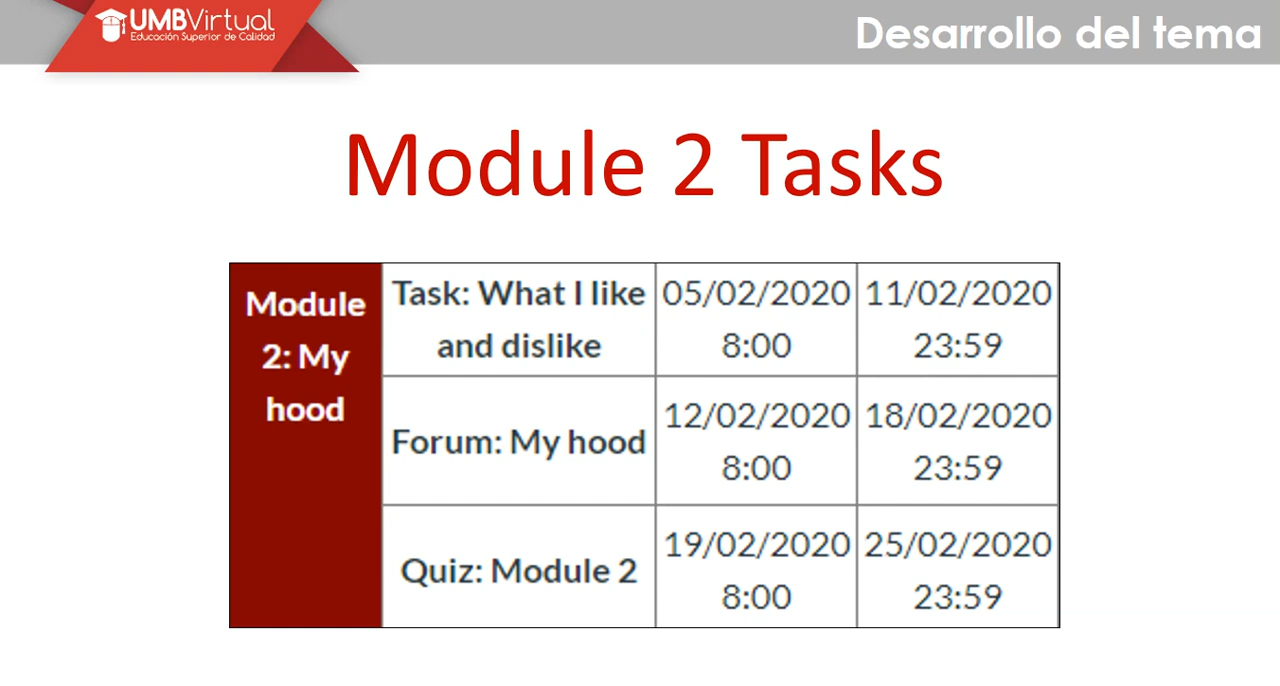 UMBVirtual
Educación Superior de Calidad
Desarrollo del tema
Module 2 Tasks
Module
2: My
hood
Task: What I like
and dislike
05/02/2020
8:00
11/02/2020
23:59
Forum: My hood
12/02/2020
8:00
18/02/2020
23:59
Quiz: Module 2
19/02/2020
8:00
25/02/2020
23:59